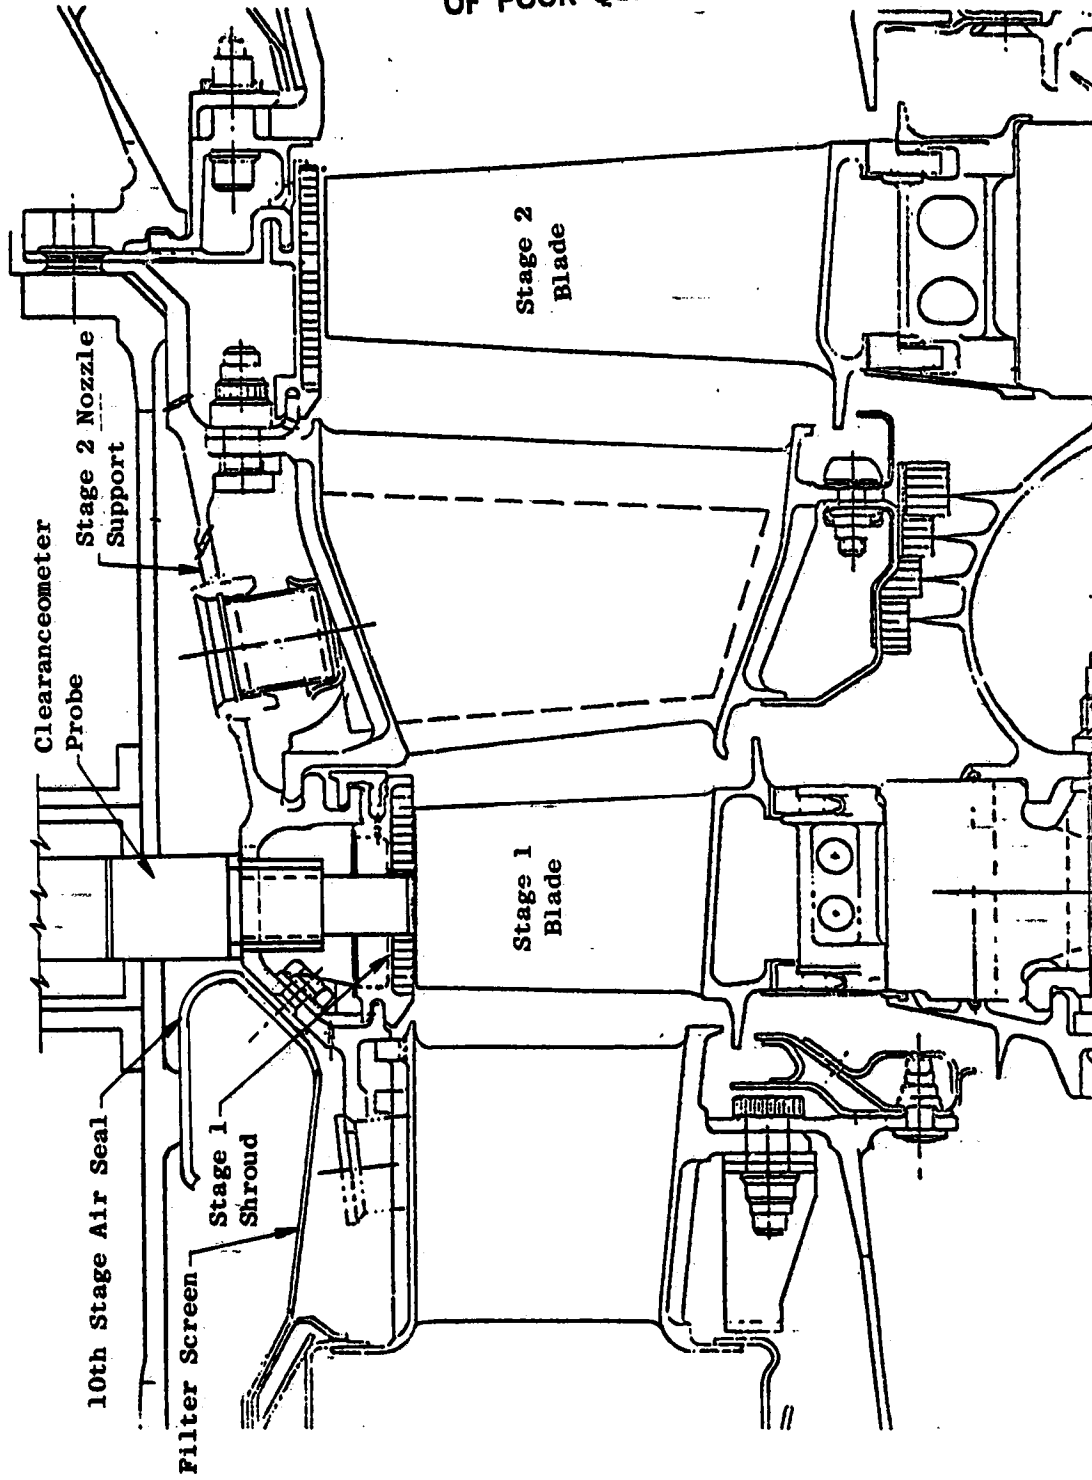 OF POOR
Stage 2
Blade
Stage 2 Nozzle
Support
Clearanceometer
Probe
Stage 1
Blade
10th Stage Air Seal
Stage 1
Shroud
Filter Screen